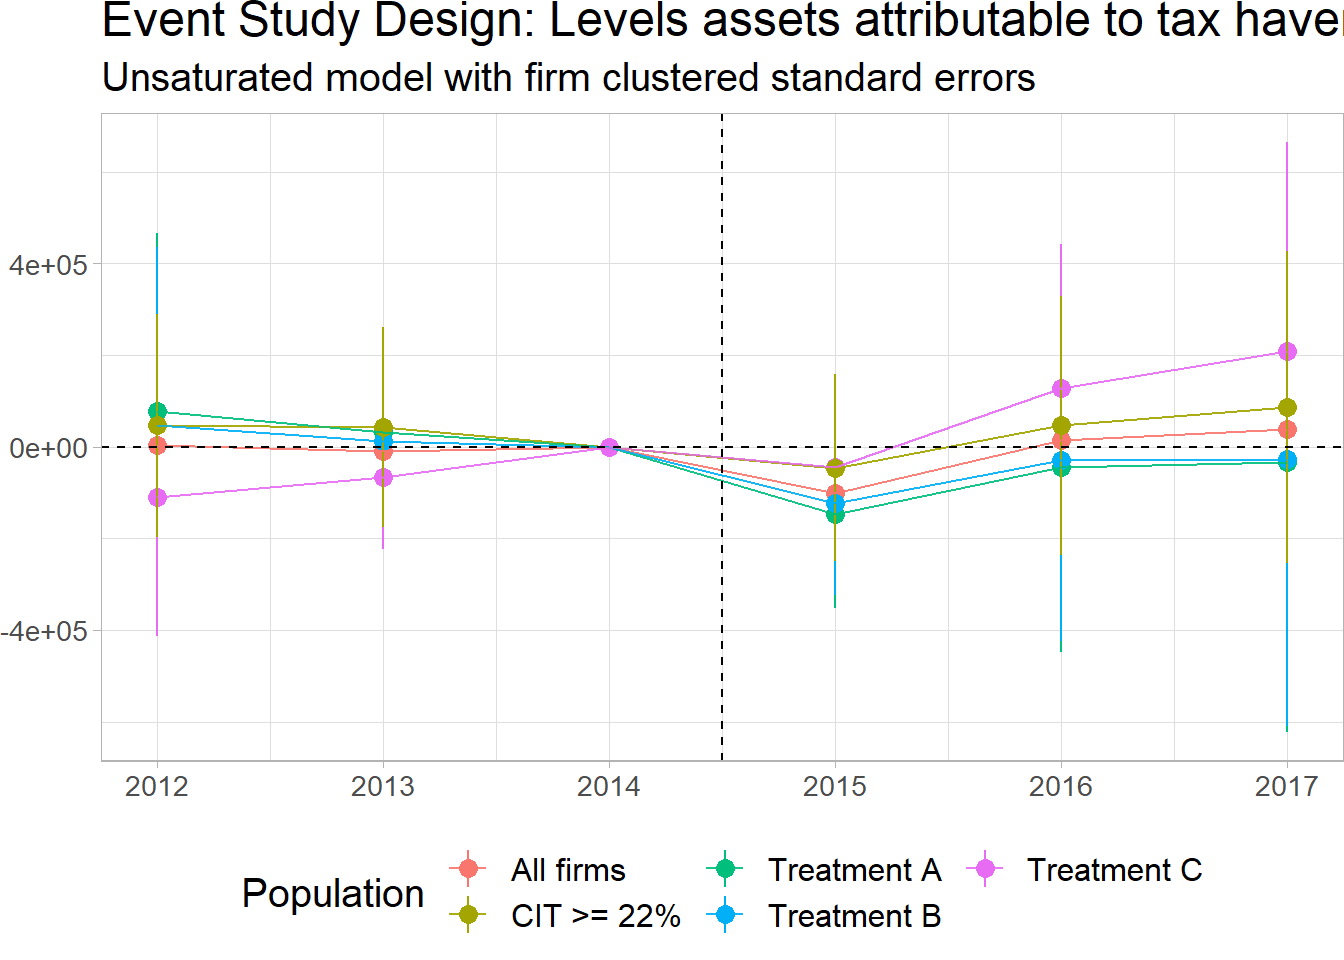 Event Study Design: Levels assets attributable to tax haven
Unsaturated model with firm clustered standard errors
4e+05
0e+00
-4e+05
2012 2013 2014 2015 2016 2017
Population
All firms Treatment A Treatment C
CIT >= 22% Treatment B